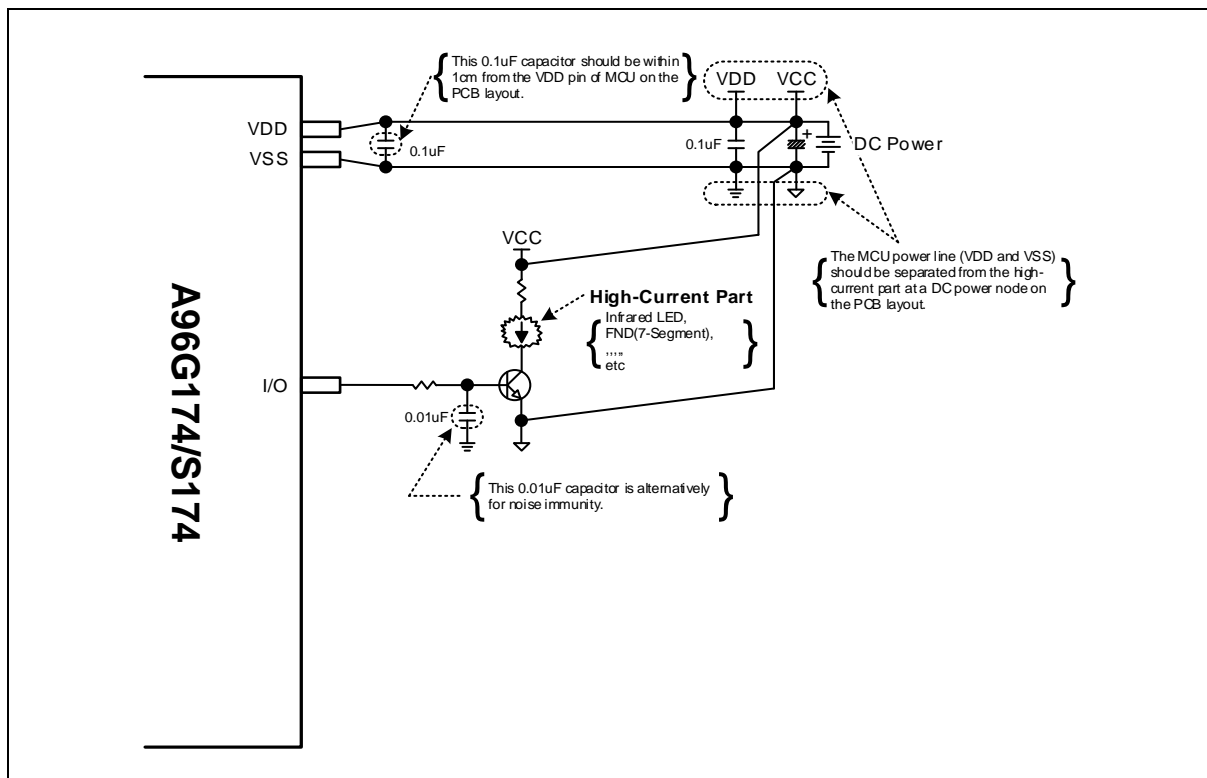 This 0.1uF capacitor should be within
1cm from the VDD pin of MCU on the
PCB layout.
VDD
VCC
VDD
VSS
0.1uF
0.1uF
+
DC Power
VCC
The MCU power line (VDD and VSS)
should be separated from the high-
current part at a DC power node on
the PCB layout.
High-Current Part
Infrared LED,
FND(7-Segment),
,,,,,
etc
A96G174/S174
I/O
0.01uF
This 0.01uF capacitor is alternatively
for noise immunity.